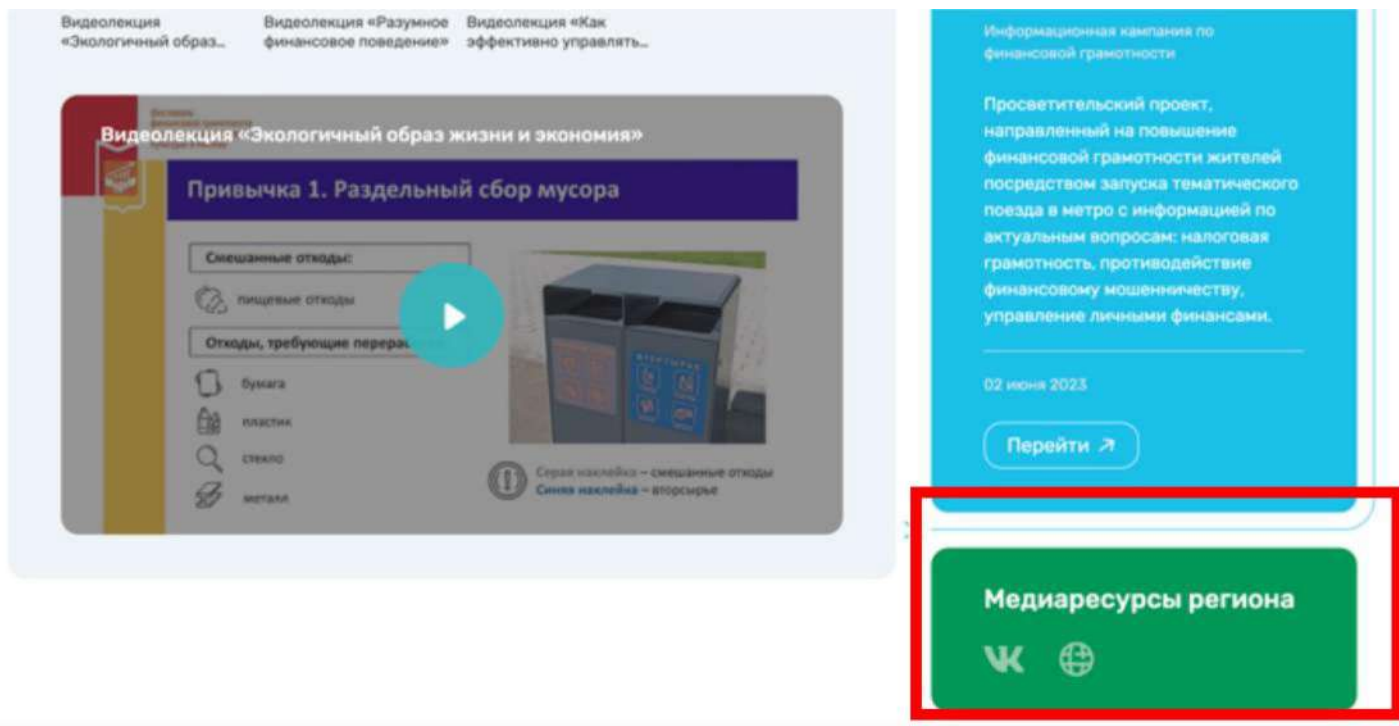 Видеолекция
«Экологичный образ...
Видеолекция «Разумное
финансовое поведение»
Видеолекция «Как
эффективно управлять...
Видеолекция «Экологичный образ жизни и экономия»
Привычка 1. Раздельный сбор мусора
Смешанные отходы:
пищевые отходы
Отходы, требующие перера
бумага
пластик
стекло
металл
Серая наклейка – смешанные отходы
Синяя наклейка – вторсырье
Информационная кампания по
финансовой грамотности
Просветительский проект,
направленный на повышение
финансовой грамотности жителей
посредством запуска тематического
поезда в метро с информацией по
актуальным вопросам: налоговая
грамотность, противодействие
финансовому мошенничеству,
управление личными финансами.
02 июня 2023
Перейти
Медиаресурсы региона